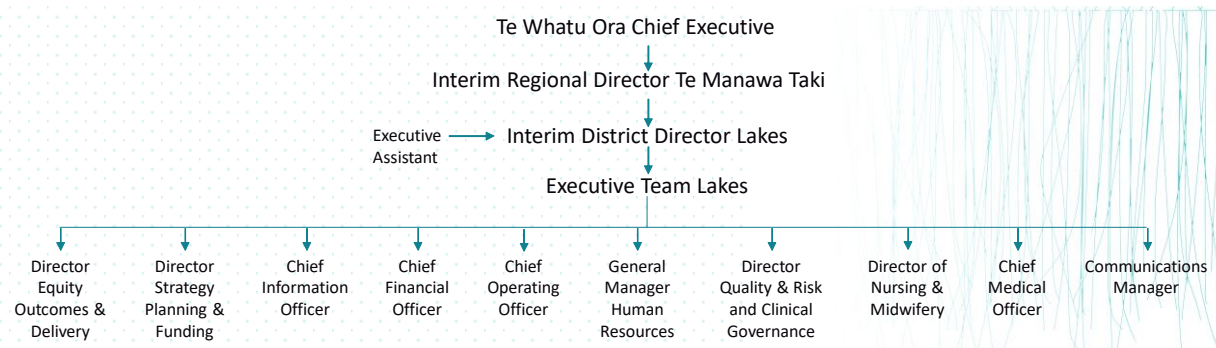 Te Whatu Ora Chief Executive
Interim Regional Director Te Manawa Taki
Executive
Assistant
Interim District Director Lakes
Executive Team Lakes
Director
Equity
Outcomes &
Delivery
Director
Strategy
Planning &
Funding
Chief
Information
Officer
Chief
Financial
Officer
Chief
Operating
Officer
General
Manager
Human
Resources
Director
Quality & Risk
and Clinical
Governance
Director of
Nursing &
Midwifery
Chief
Medical
Officer
Communications
Manager